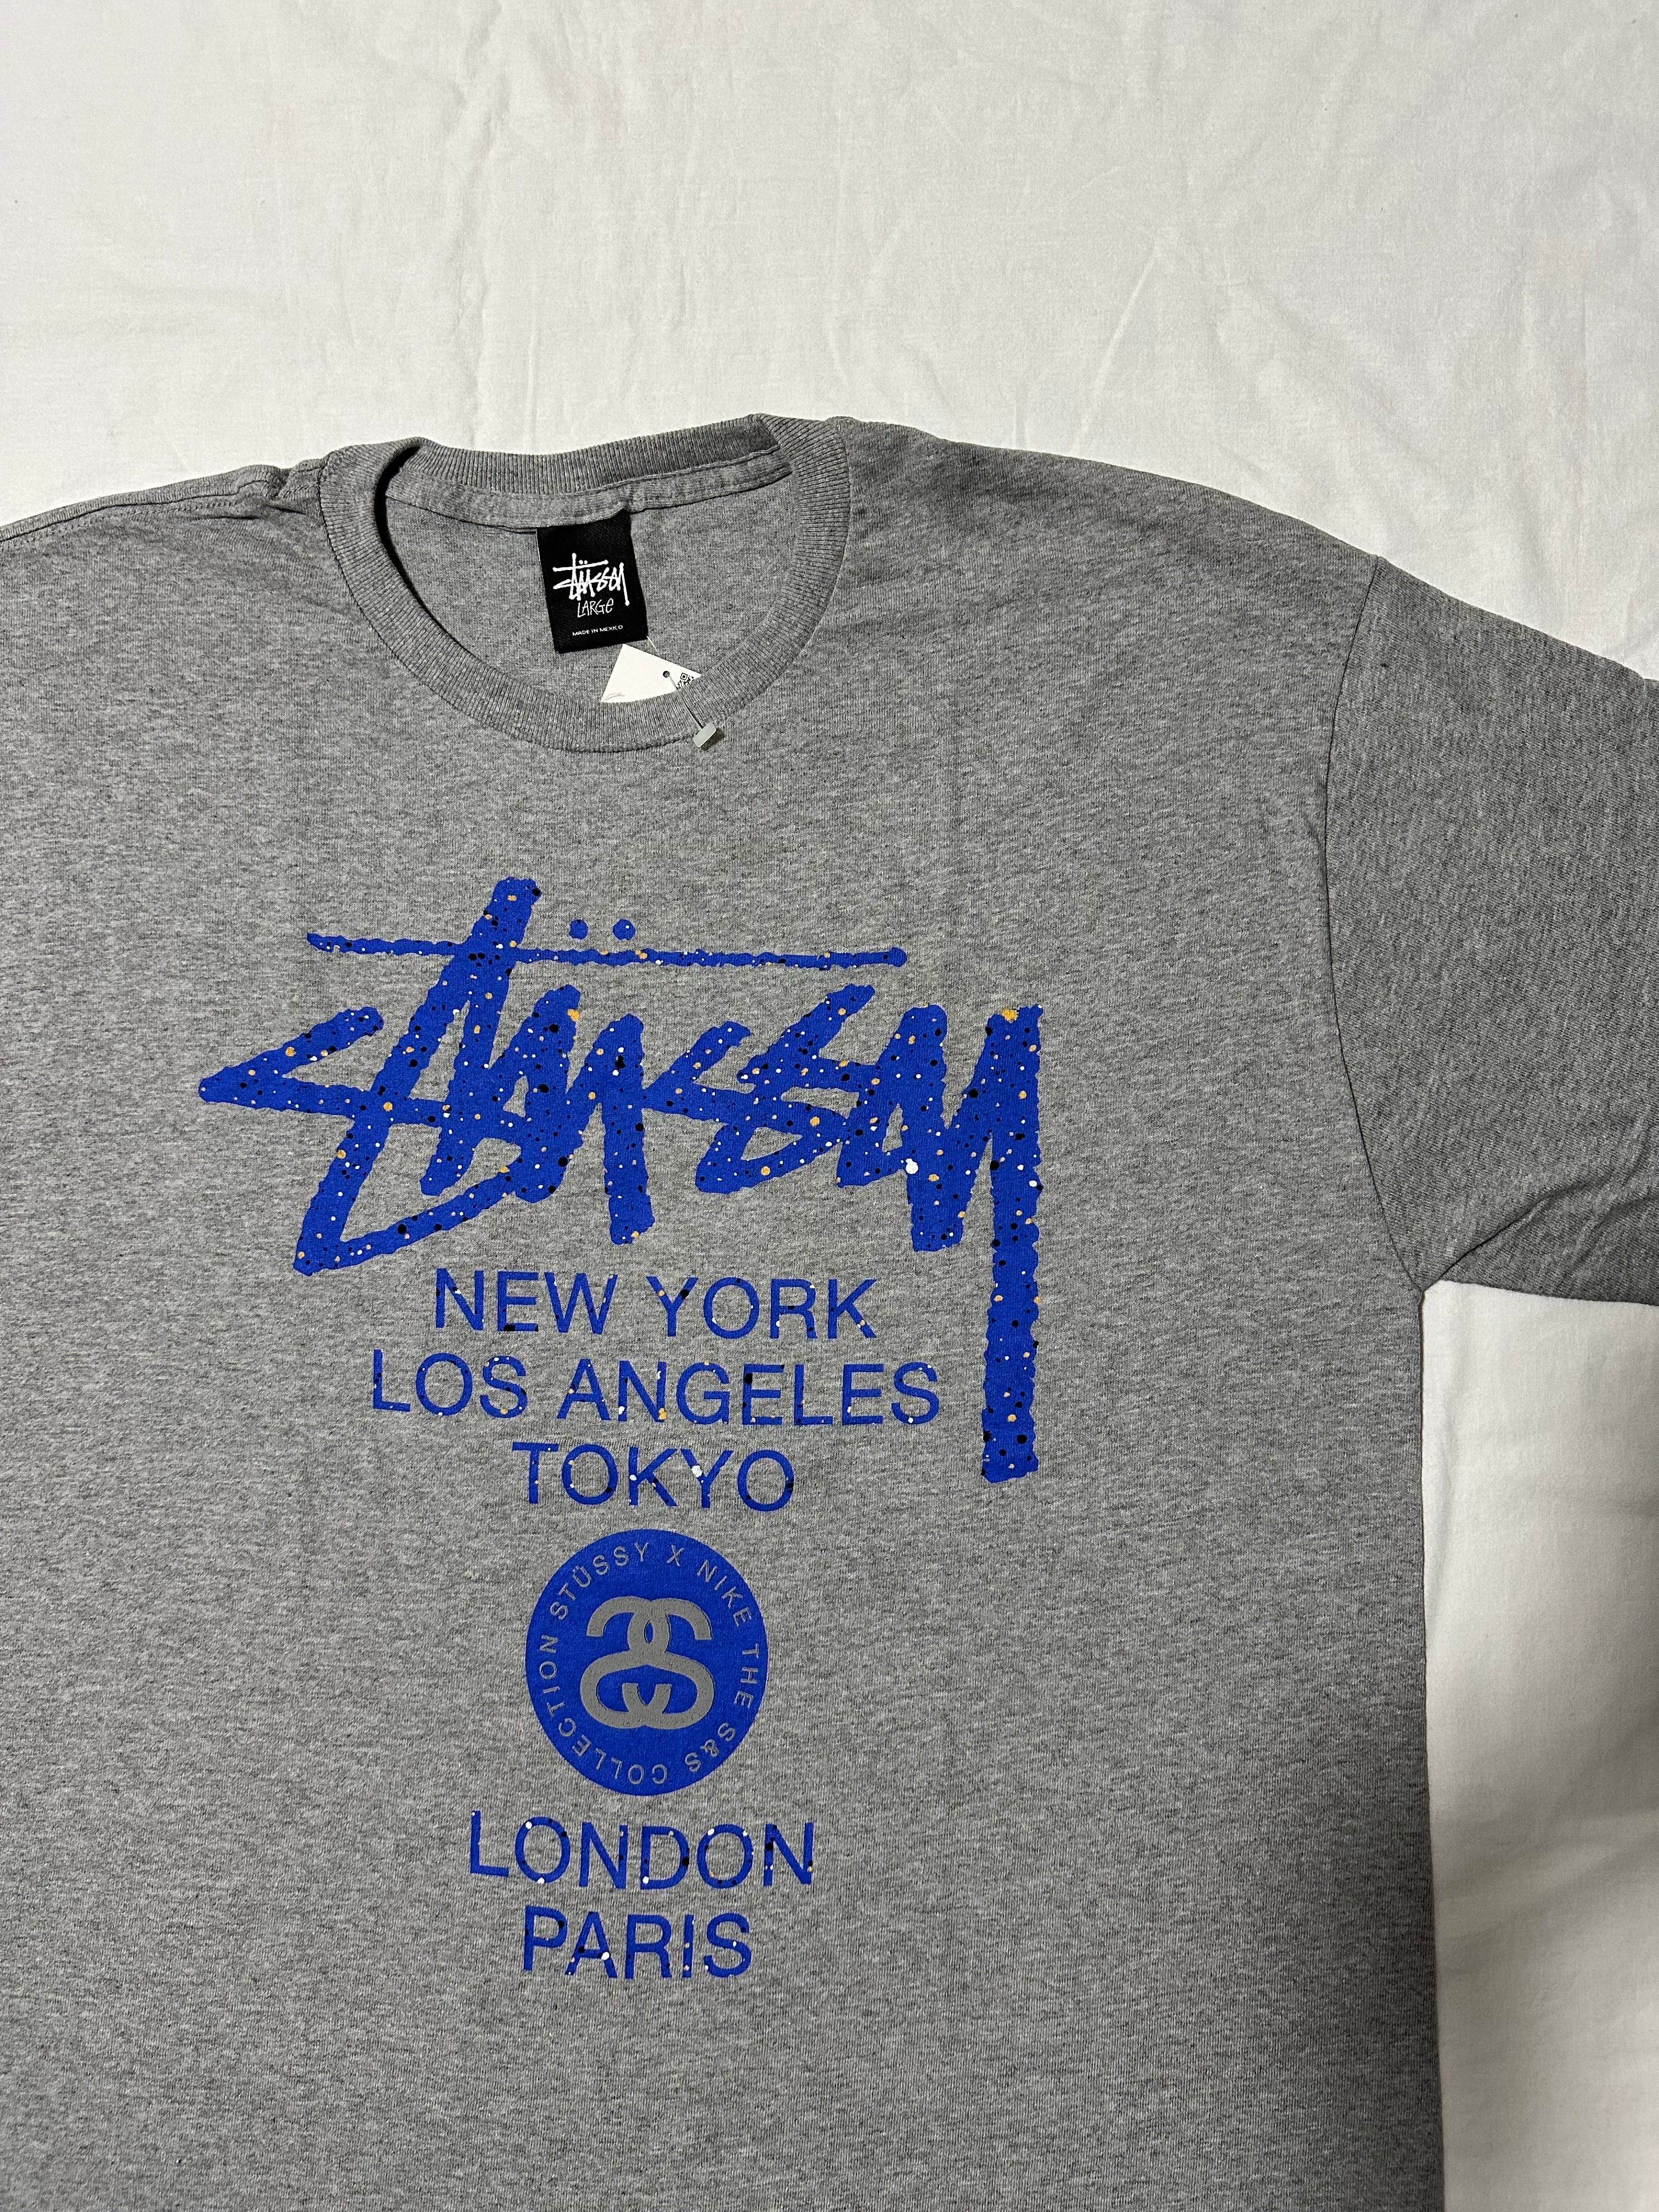 STÜSSY
LARGE
MADE IN MEXICO
STÜSSY
NEW YORK
LOS ANGELES
TOKYO
STÜSSY X NIKE THE S&S COLLECTION
LONDON
PARIS